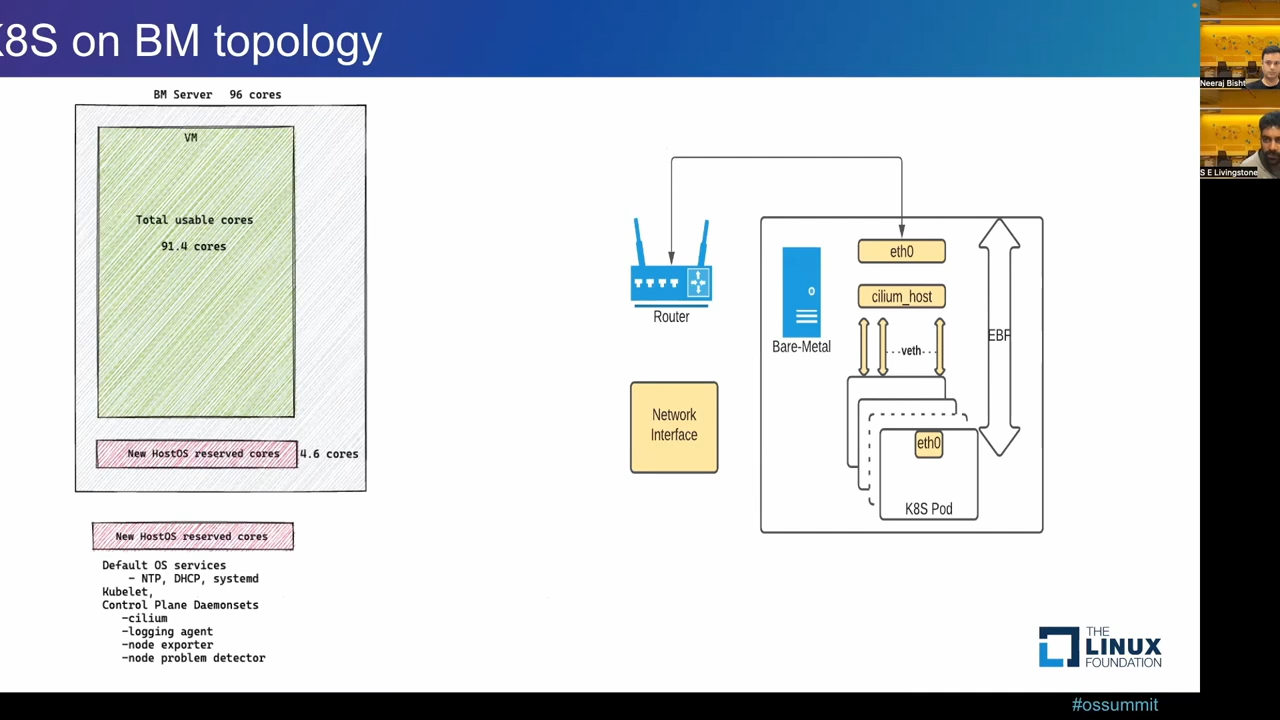 K8S on BM topology
BM Server 96 cores
VM
Total usable cores
91.4 cores
New HostOS reserved cores
4.6 cores
New HostOS reserved cores
Default OS services
- NTP, DHCP, systemd
Kubelet,
Control Plane Daemonsets
-cilium
-logging agent
-node exporter
-node problem detector
Router
Network
Interface
Bare-Metal
eth0
cilium_host
veth
EBF
eth0
K8S Pod
THE
LINUX
FOUNDATION
#ossummit
Neeraj Bisht
S E Livingstone